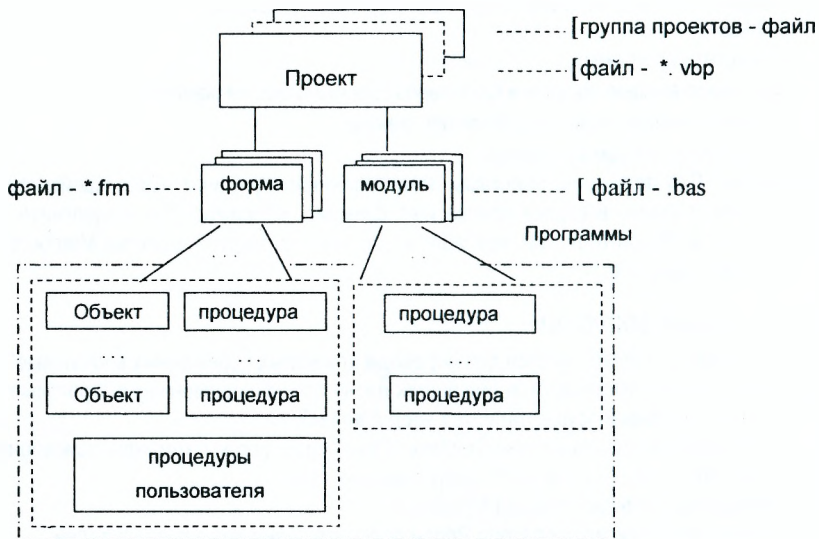 [группа проектов - файл
Проект
[файл - *. vbp
файл - *.frm
форма
модуль
[ файл - .bas
Программы
. . .
. . .
Объект
процедура
процедура
. . .
. . .
. . .
Объект
процедура
процедура
процедуры
пользователя